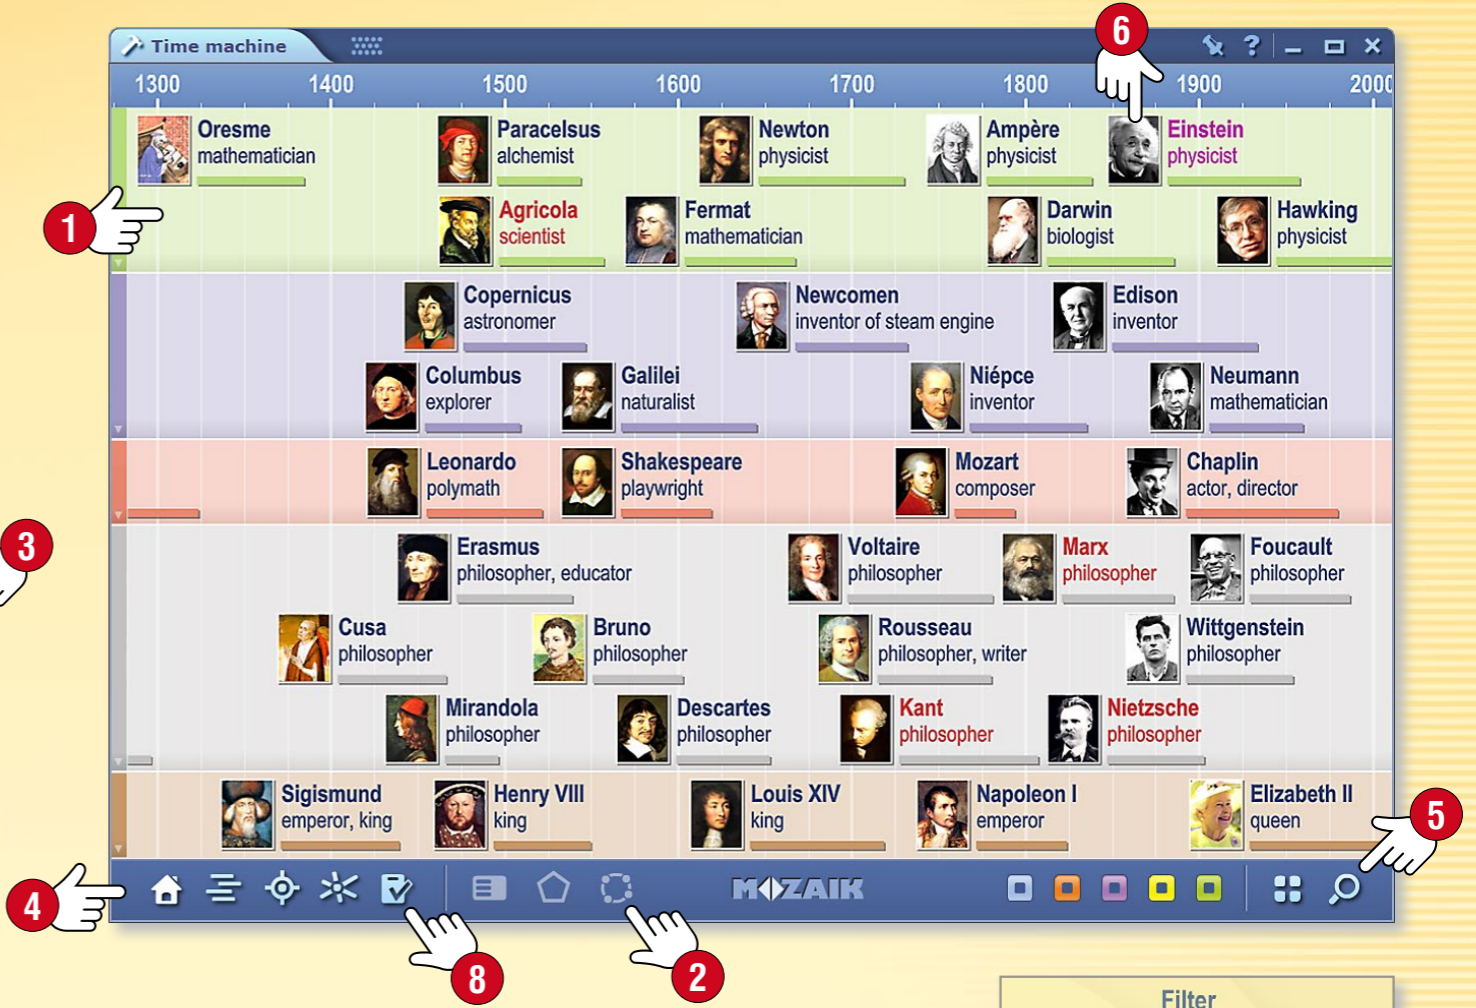 6
Time machine
?
1300 1400 1500 1600 1700 1800 1900 2000
Oresme
mathematician
Paracelsus
alchemist
Newton
physicist
Ampère
physicist
Einstein
physicist
1
Agricola
scientist
Fermat
mathematician
Darwin
biologist
Hawking
physicist
Copernicus
astronomer
Newcomen
inventor of steam engine
Edison
inventor
Columbus
explorer
Galilei
naturalist
Niépce
inventor
Neumann
mathematician
Leonardo
polymath
Shakespeare
playwright
Mozart
composer
Chaplin
actor, director
3
Erasmus
philosopher, educator
Voltaire
philosopher
Marx
philosopher
Foucault
philosopher
Cusa
philosopher
Bruno
philosopher
Rousseau
philosopher, writer
Wittgenstein
philosopher
Mirandola
philosopher
Descartes
philosopher
Kant
philosopher
Nietzsche
philosopher
Sigismund
emperor, king
Henry VIII
king
Louis XIV
king
Napoleon I
emperor
Elizabeth II
queen
5
4
MOZAIK
8
2
Filter